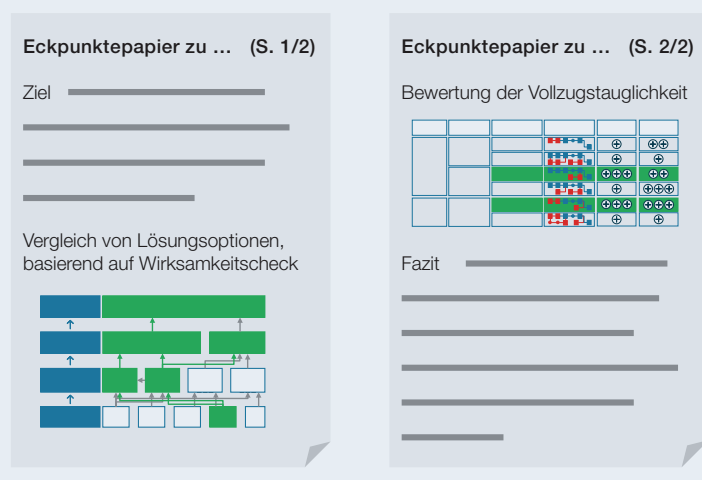 Eckpunktepapier zu … (S. 1/2)
Ziel
Vergleich von Lösungsoptionen,
basierend auf Wirksamkeitscheck
Eckpunktepapier zu … (S. 2/2)
Bewertung der Vollzugstauglichkeit
Fazit